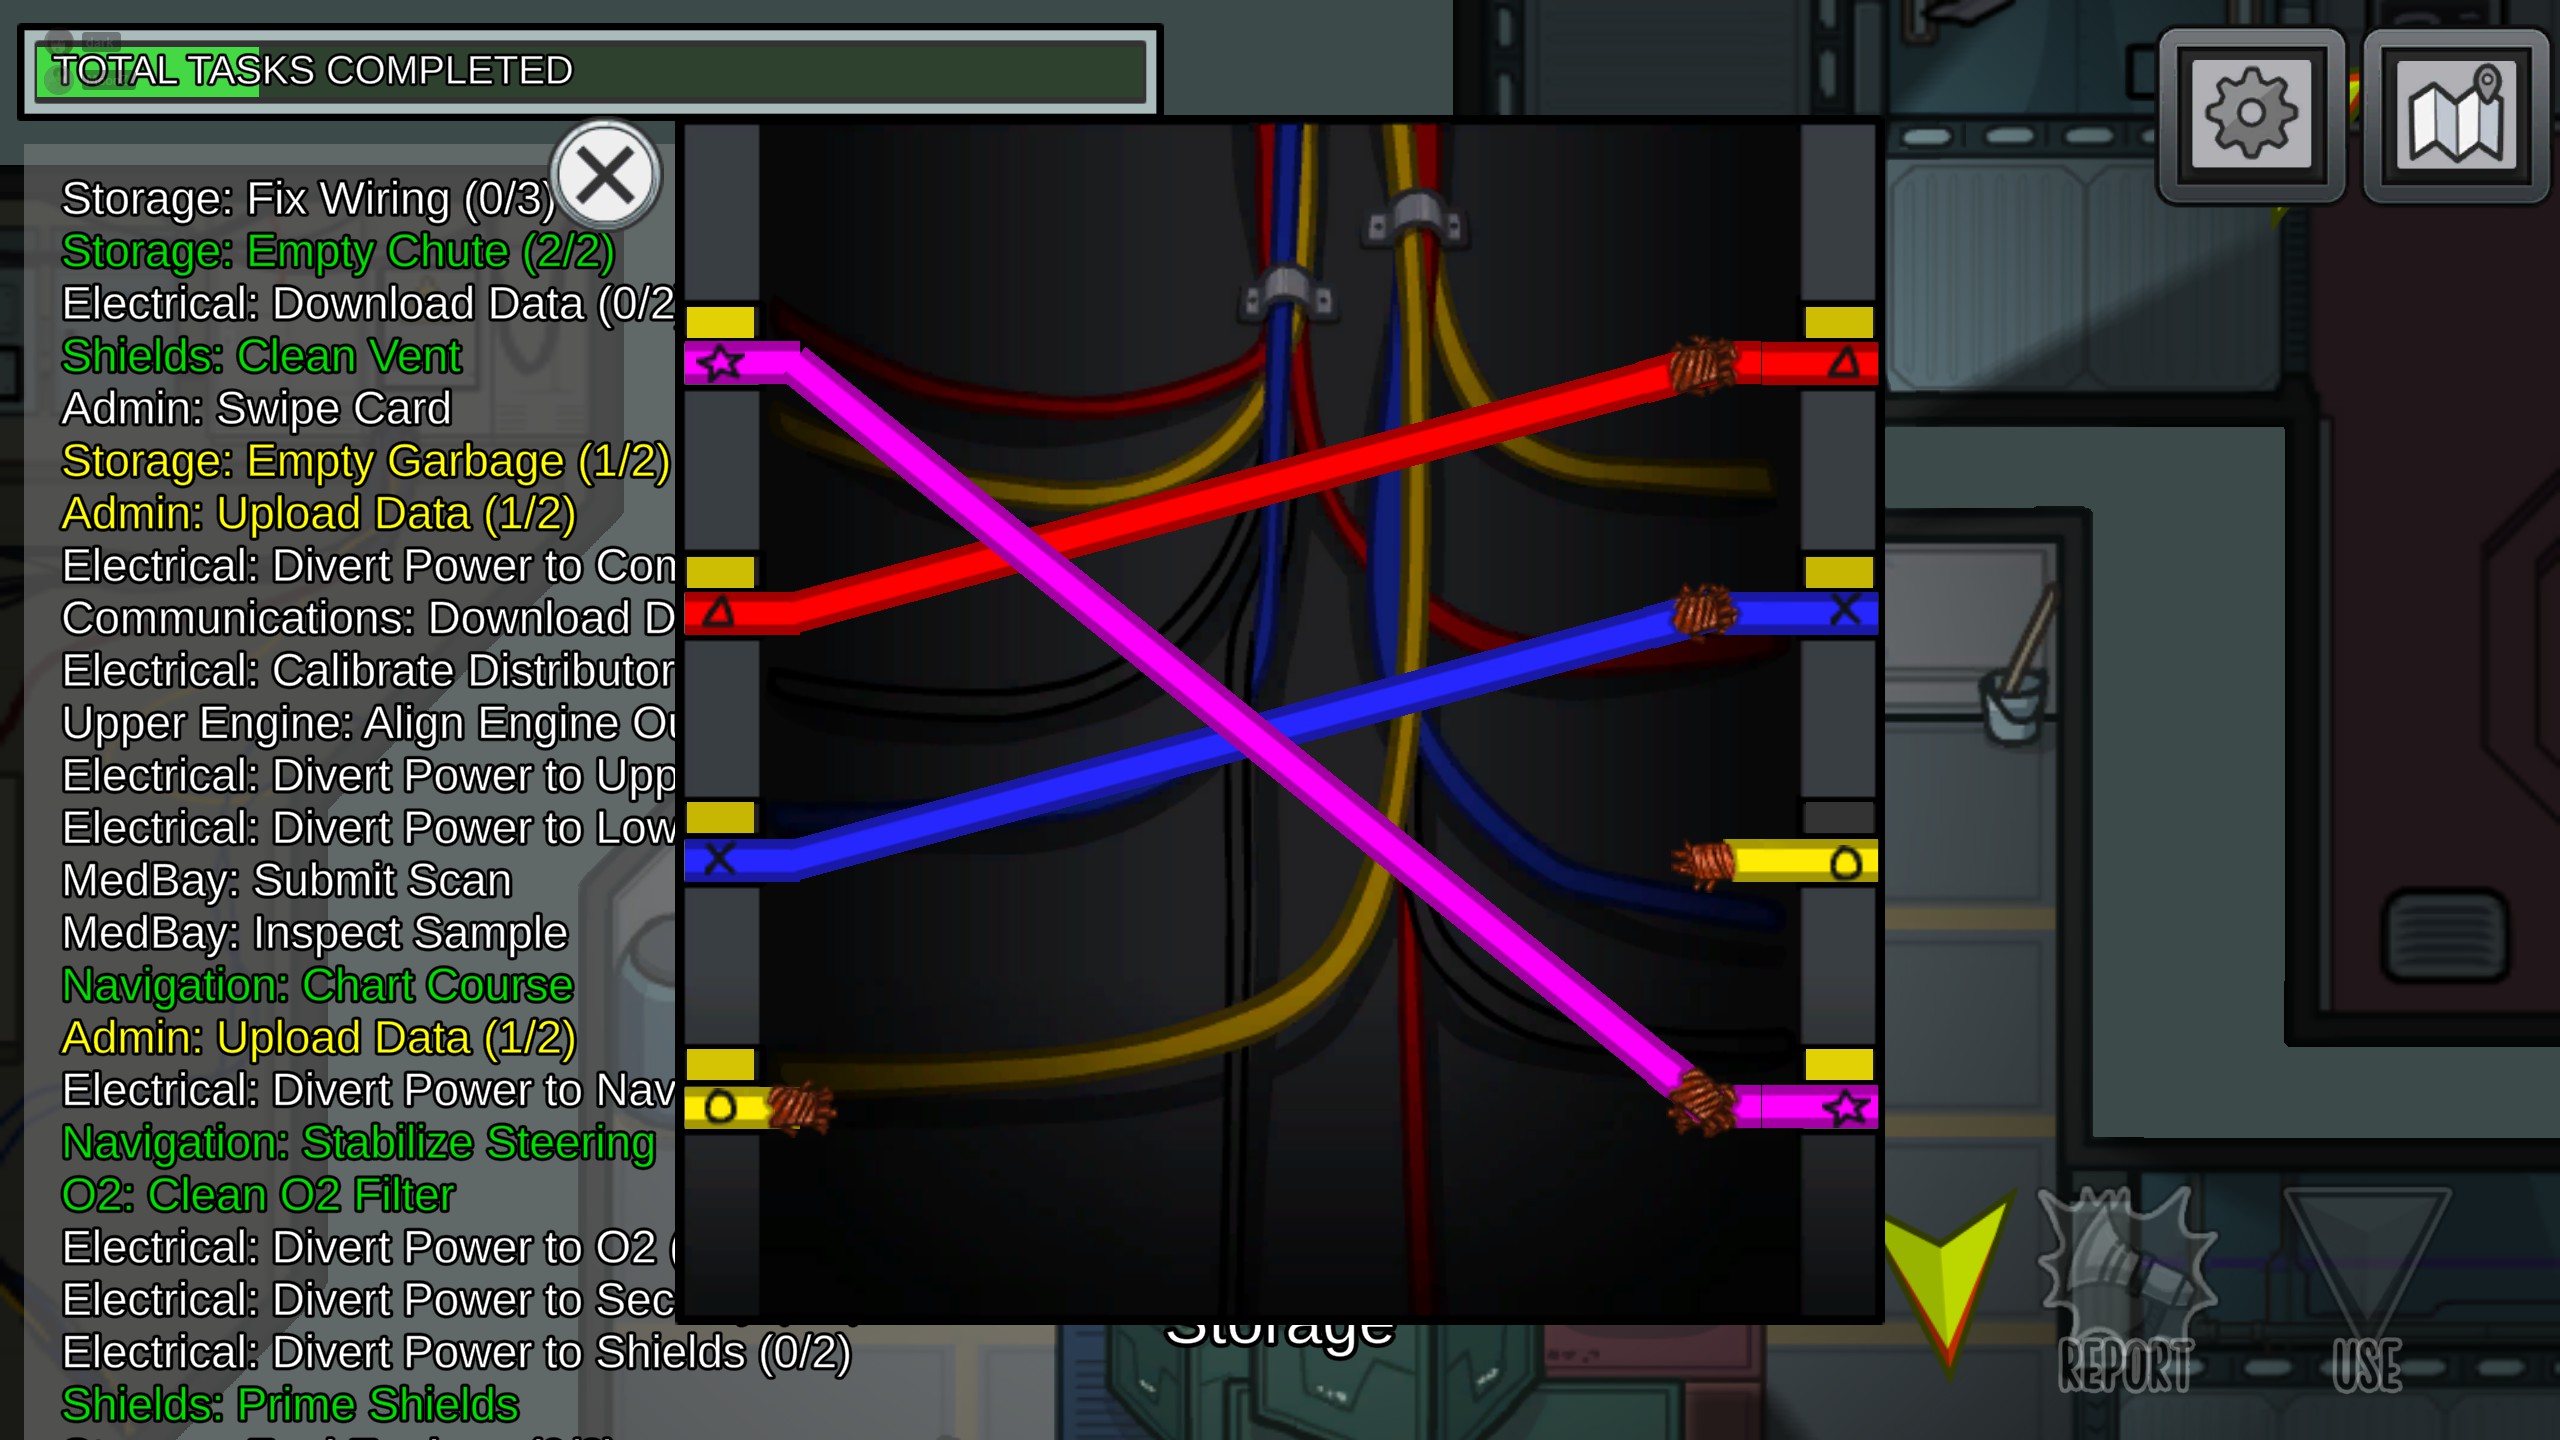 TOTAL TASKS COMPLETED
Storage: Fix Wiring (0/3)
Storage: Empty Chute (2/2)
Electrical: Download Data (0/2
Shields: Clean Vent
Admin: Swipe Card
Storage: Empty Garbage (1/2)
Admin: Upload Data (1/2)
Electrical: Divert Power to Com
Communications: Download D
Electrical: Calibrate Distributor
Upper Engine: Align Engine Ou
Electrical: Divert Power to Upp
Electrical: Divert Power to Low
MedBay: Submit Scan
MedBay: Inspect Sample
Navigation: Chart Course
Admin: Upload Data (1/2)
Electrical: Divert Power to Nav
Navigation: Stabilize Steering
O2: Clean O2 Filter
Electrical: Divert Power to O2 (
Electrical: Divert Power to Sec
Electrical: Divert Power to Shields (0/2)
Shields: Prime Shields
Storage
REPORT
USE